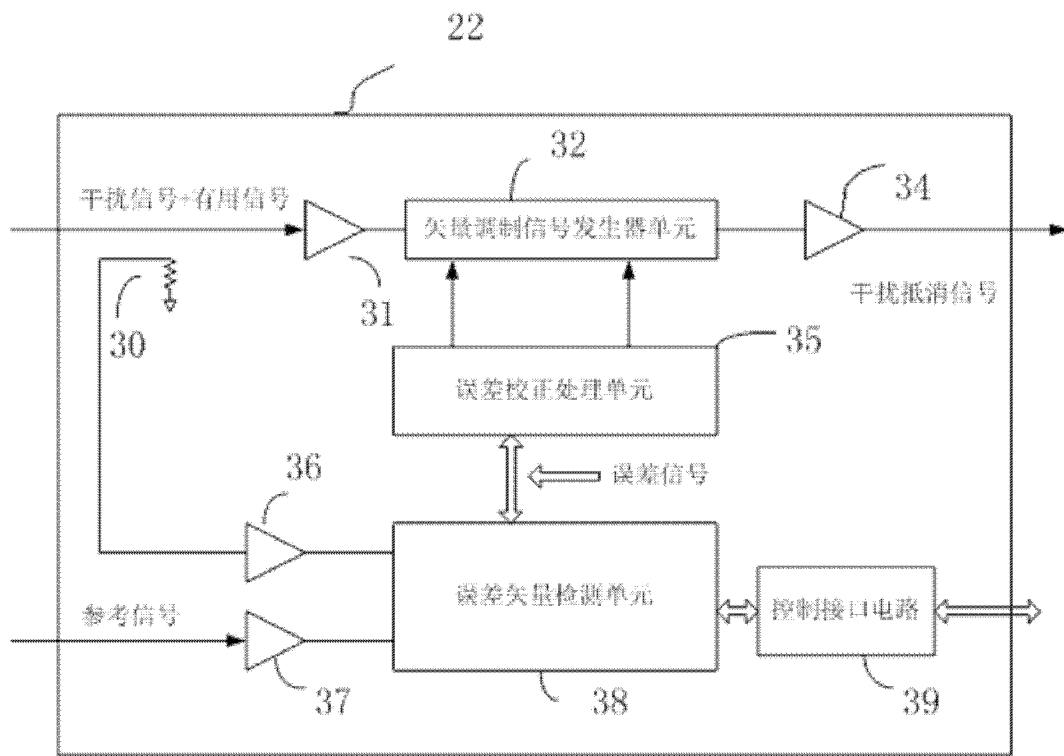 22
32
34
干扰信号+有用信号
矢量调制信号发生器单元
30
31
干扰抵消信号
35
误差校正处理单元
36
误差信号
误差矢量检测单元
控制接口电路
参考信号
37
38
39